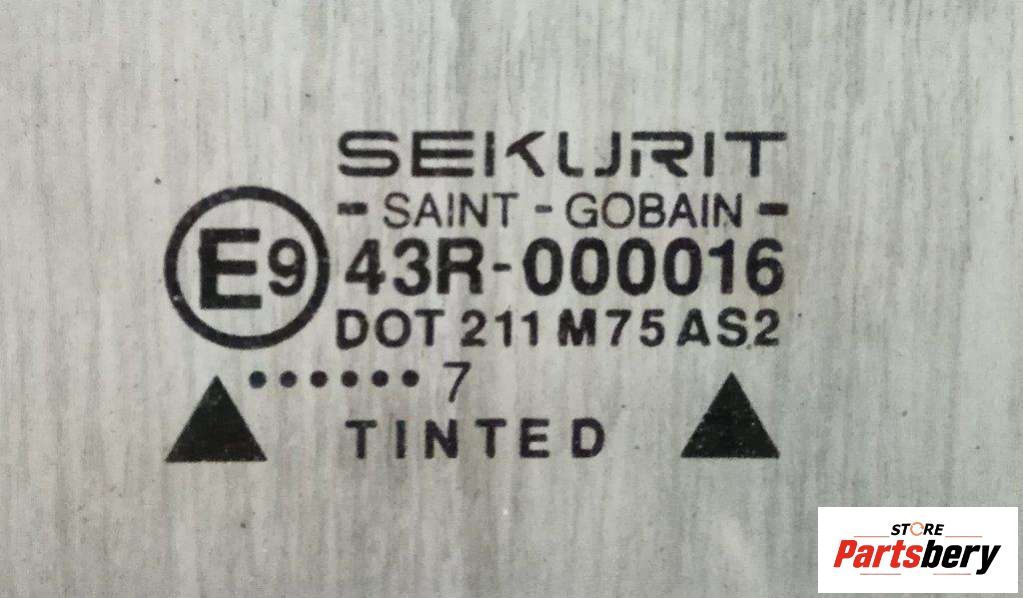 SEKURIT
- SAINT - GOBAIN -
E9 43R-000016
DOT 211 M75 AS2
...... 7
TINTED
STORE
Partsbery